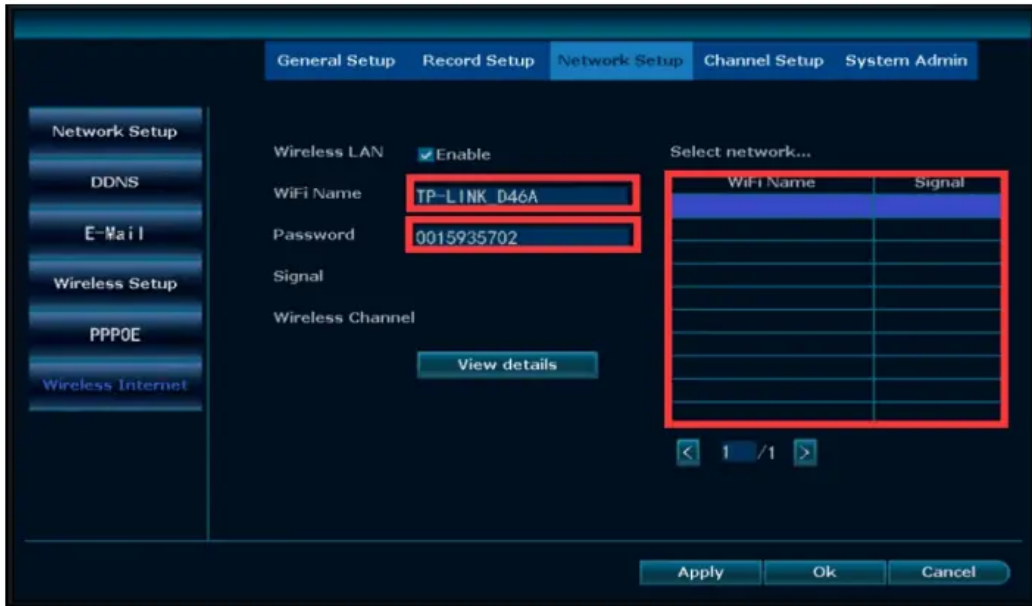 General Setup Record Setup Network Setup Channel Setup System Admin
Network Setup
DDNS
E-Mail
Wireless Setup
PPPOE
Wireless Internet
Wireless LAN Enable
WiFi Name TP-LINK_D46A
Password 0015935702
Signal
Wireless Channel
View details
Select network...
WiFi Name Signal
< 1 /1 >
Apply Ok Cancel